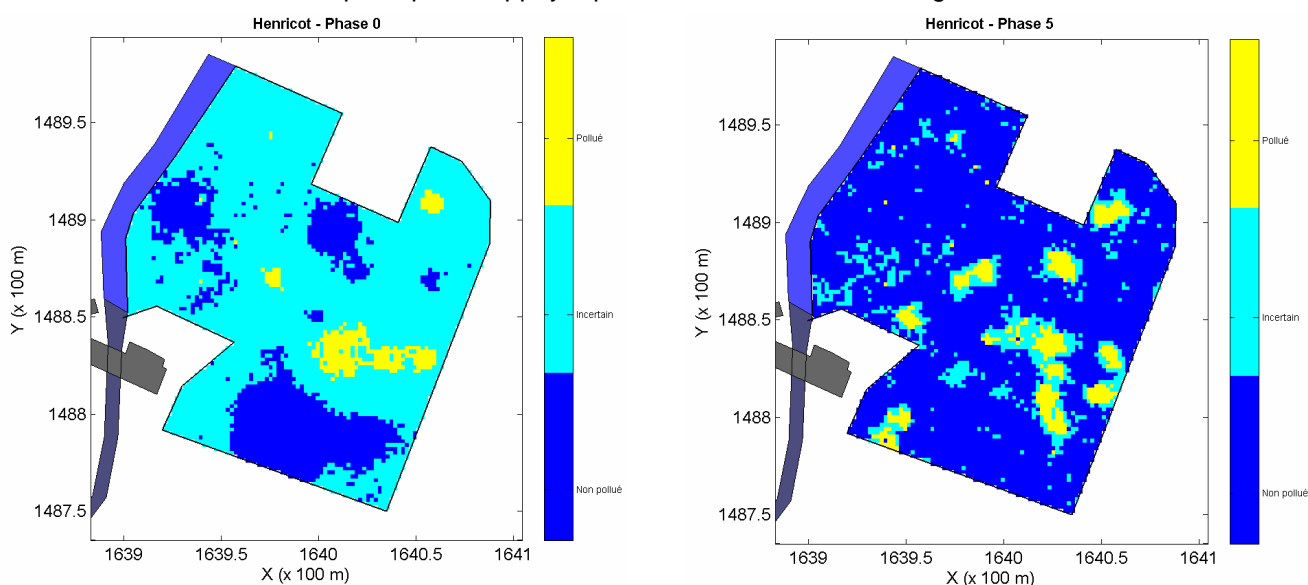 Henricot - Phase 0
1489.5
1489
1488.5
1488
1487.5
Y (x 100 m)
1639
1639.5
1640
1640.5
1641
X (x 100 m)
Pollué
Incertain
Non pollué
Henricot - Phase 5
1489.5
1489
1488.5
1488
1487.5
Y (x 100 m)
1639
1639.5
1640
1640.5
1641
X (x 100 m)
Pollué
Incertain
Non pollué